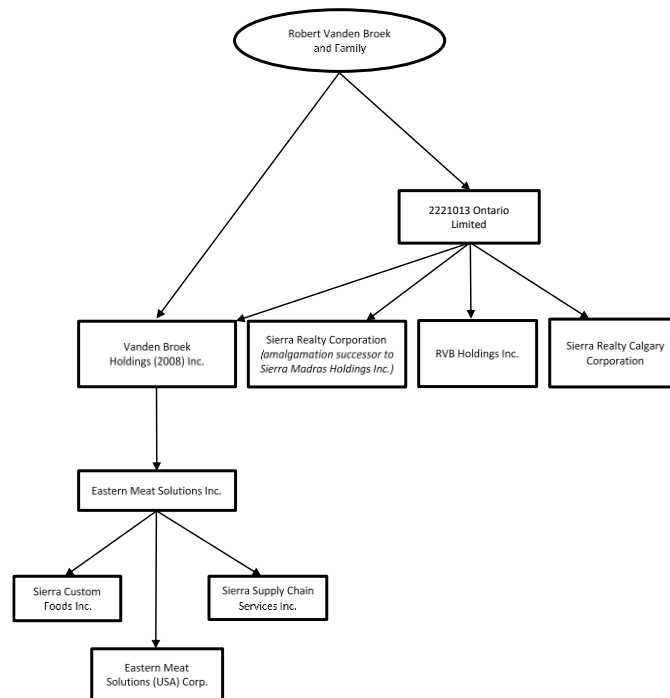 Robert Vanden Broek
and Family
2221013 Ontario
Limited
Vanden Broek
Holdings (2008) Inc.
Sierra Realty Corporation
(amalgamation successor to
Sierra Madras Holdings Inc.)
RVB Holdings Inc.
Sierra Realty Calgary
Corporation
Eastern Meat Solutions Inc.
Sierra Custom
Foods Inc.
Sierra Supply Chain
Services Inc.
Eastern Meat
Solutions (USA) Corp.